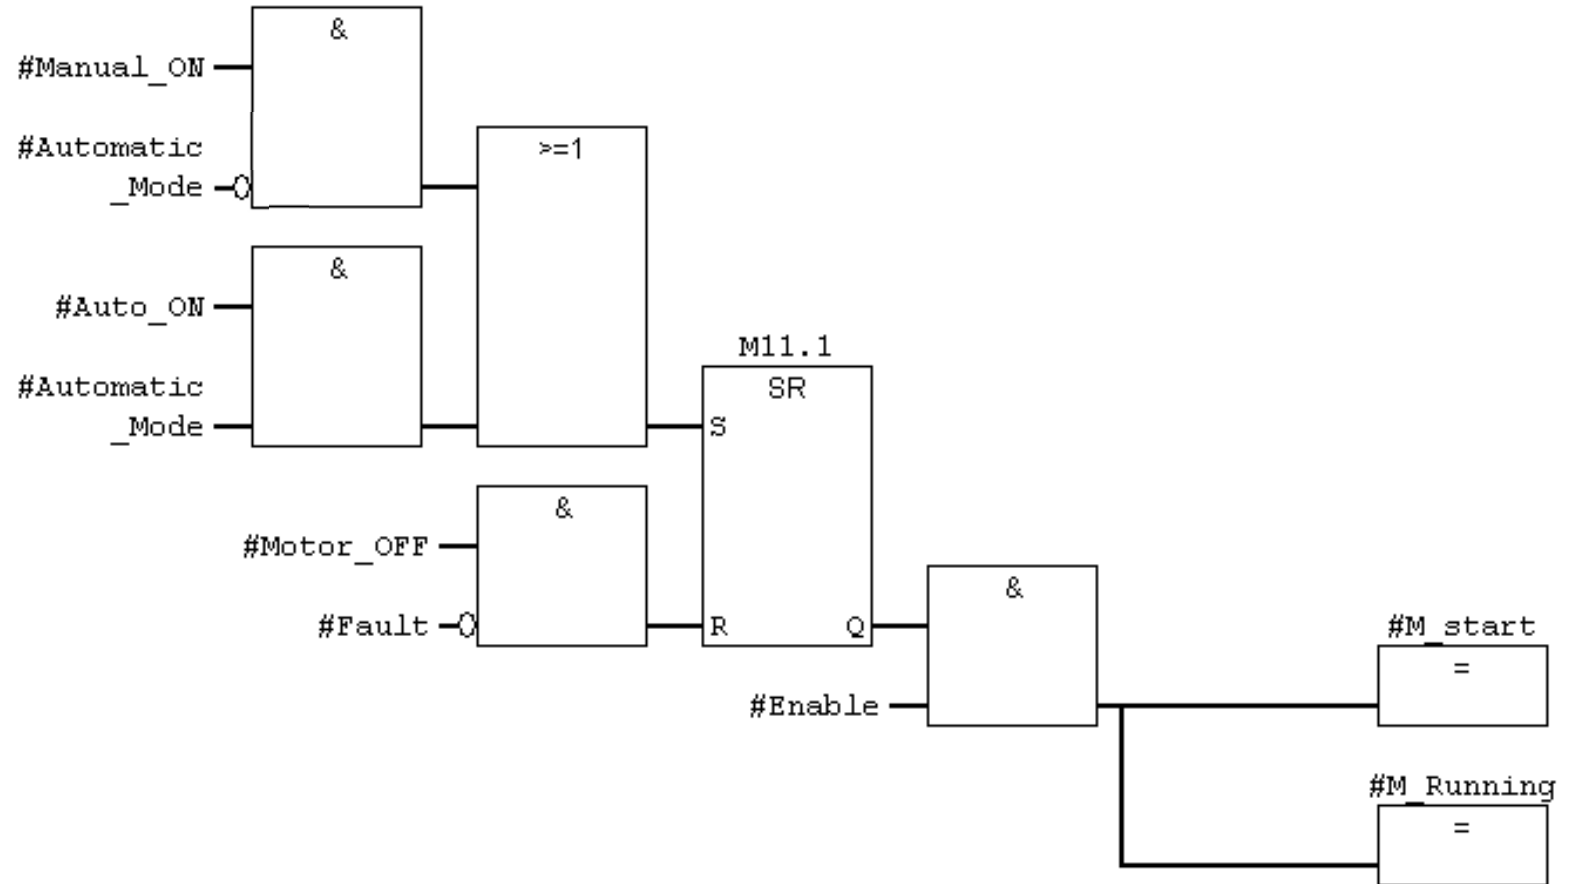 &
#Manual_ON
#Automatic
_Mode
>=1
&
#Auto_ON
#Automatic
_Mode
M11.1
SR
S
&
#Motor_OFF
#Fault
R
Q
&
#Enable
#M_start
=
#M_Running
=